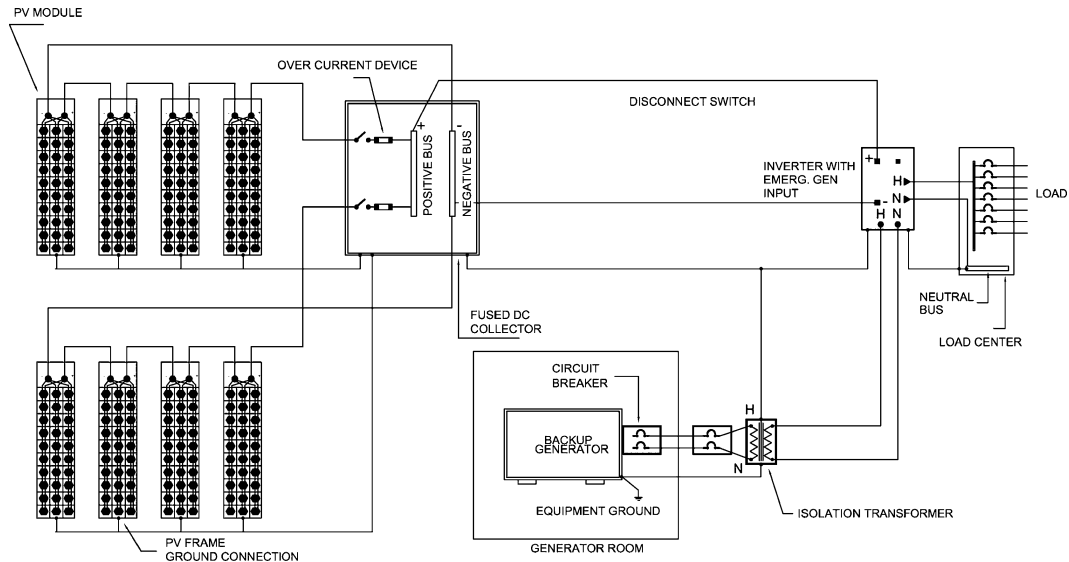 PV MODULE
OVER CURRENT DEVICE
DISCONNECT SWITCH
+
-
POSITIVE BUS
NEGATIVE BUS
INVERTER WITH
EMERG. GEN
INPUT
+
-
H
N
H
N
LOAD
NEUTRAL
BUS
LOAD CENTER
FUSED DC
COLLECTOR
CIRCUIT
BREAKER
BACKUP
GENERATOR
H
N
EQUIPMENT GROUND
ISOLATION TRANSFORMER
GENERATOR ROOM
PV FRAME
GROUND CONNECTION